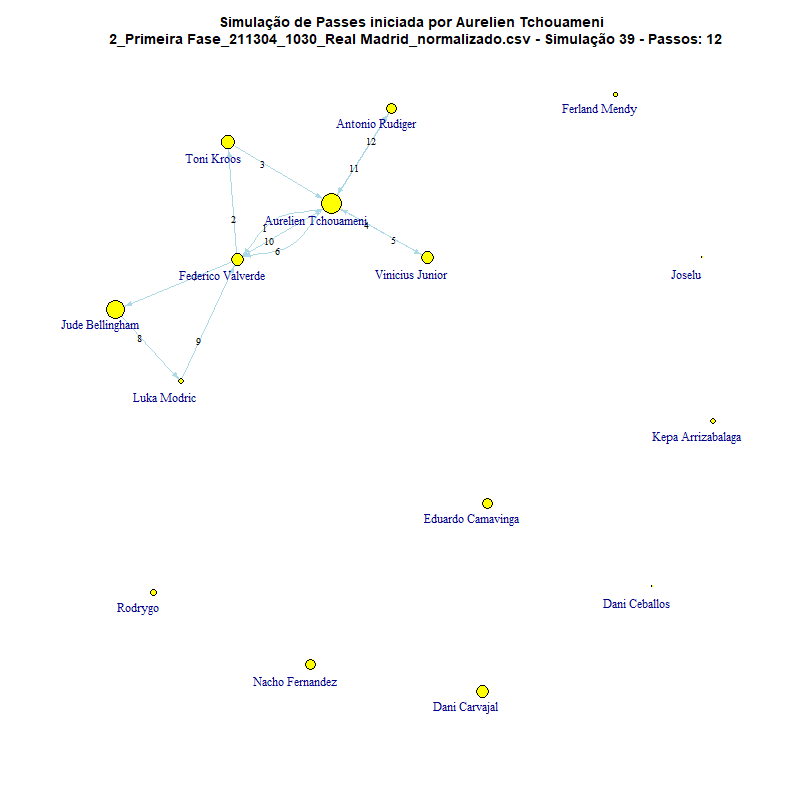 Simulação de Passes iniciada por Aurelien Tchouameni
2_Primeira Fase_211304_1030_Real Madrid_normalizado.csv - Simulação 39 - Passos: 12
Ferland Mendy
Antonio Rudiger
12
Toni Kroos
3
11
2
Aurelien Tchouameni
1
4
10
5
6
Federico Valverde
Vinicius Junior
Joselu
Jude Bellingham
8
9
Luka Modric
Kepa Arrizabalaga
Eduardo Camavinga
Rodrygo
Dani Ceballos
Nacho Fernandez
Dani Carvajal